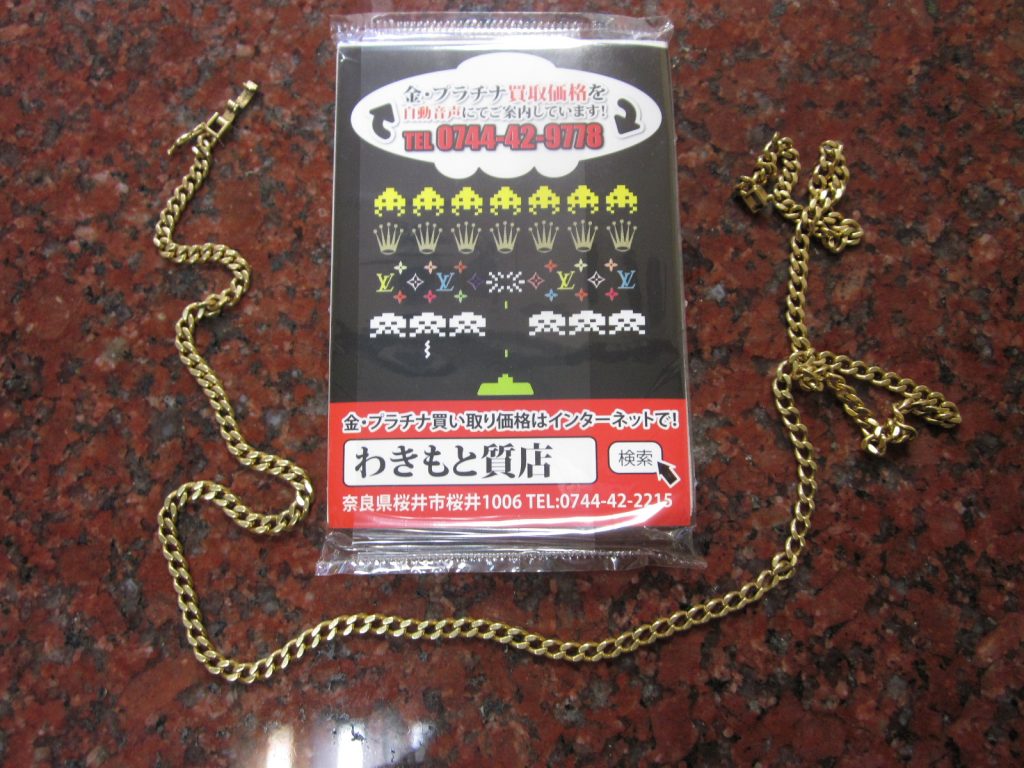 金・プラチナ買取価格を
自動音声にてご案内しています!
TEL 0744-42-9778
金・プラチナ買い取り価格はインターネットで!
わきもと質店 検索
奈良県桜井市桜井1006 TEL:0744-42-2215